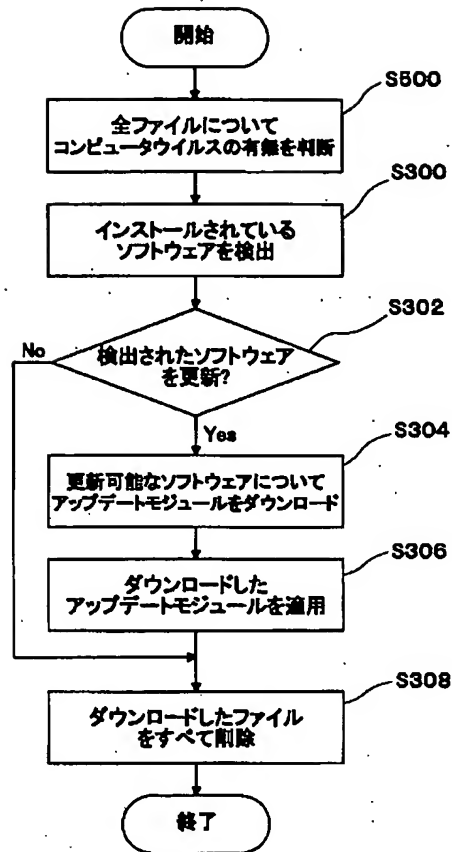 開始
S500
全ファイルについて
コンピュータウイルスの有無を判断
S300
インストールされている
ソフトウェアを検出
S302
No
検出されたソフトウェア
を更新?
Yes
S304
更新可能なソフトウェアについて
アップデートモジュールをダウンロード
S306
ダウンロードした
アップデートモジュールを適用
S308
ダウンロードしたファイル
をすべて削除
終了